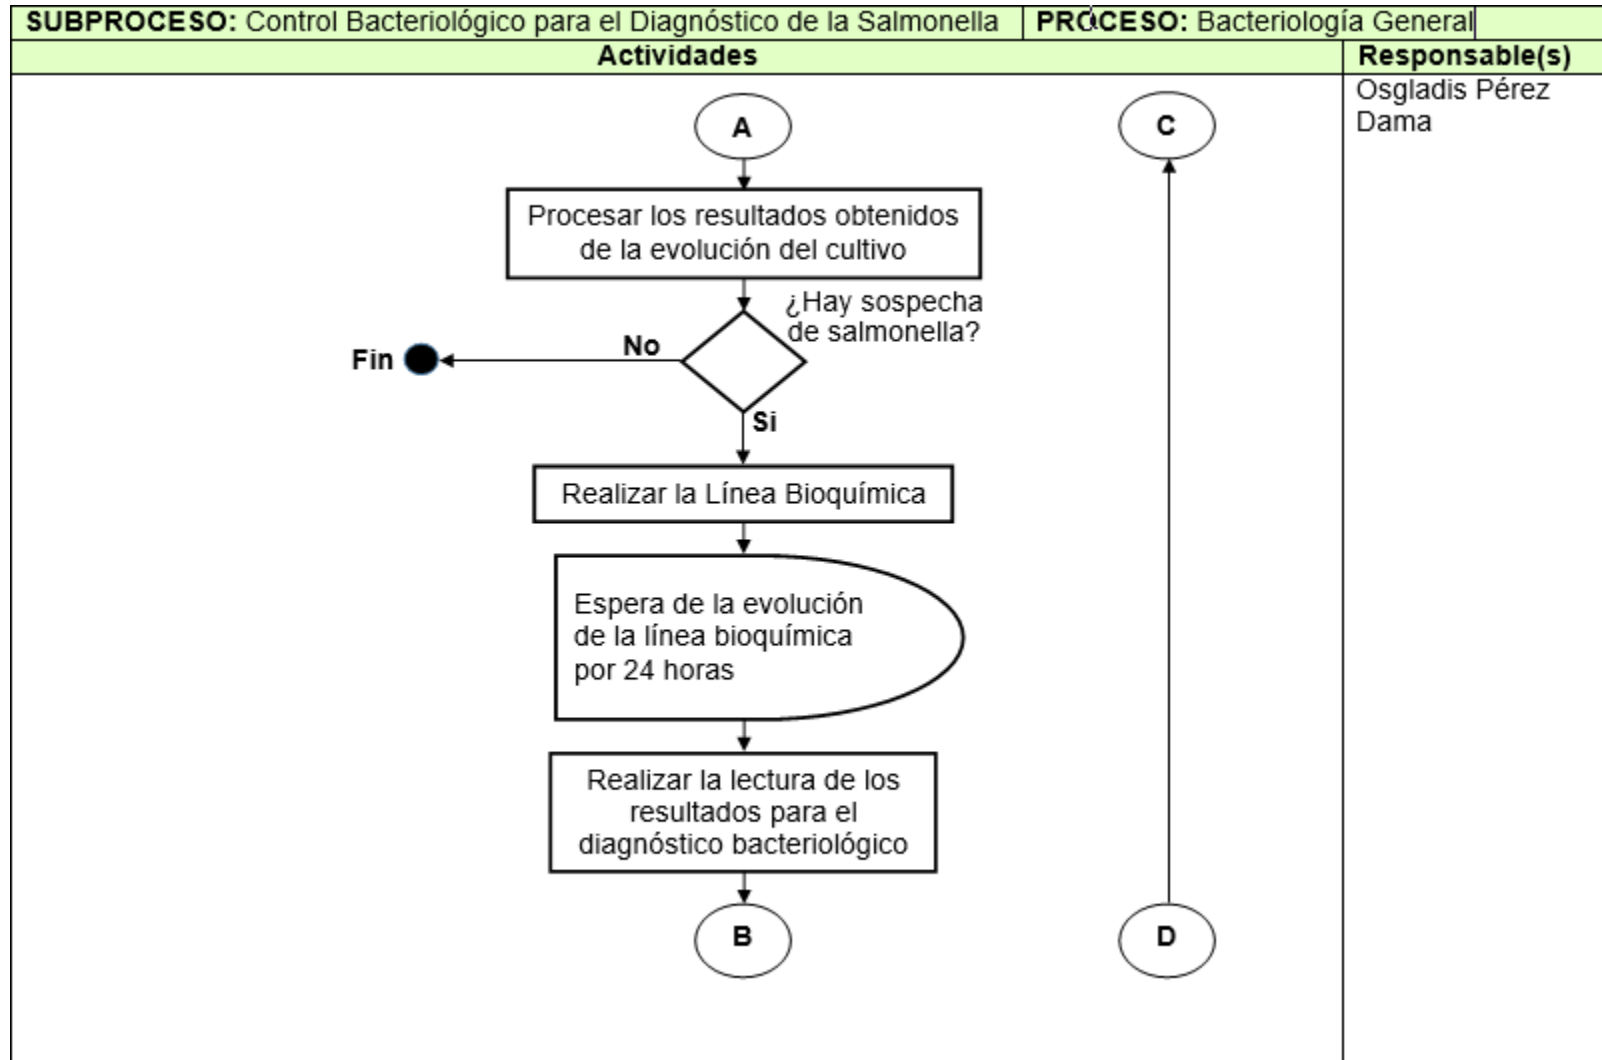 SUBPROCESO: Control Bacteriológico para el Diagnóstico de la Salmonella
PROCESO: Bacteriología General
Actividades
Responsable(s)
Osgladis Pérez
Dama
A
C
Procesar los resultados obtenidos
de la evolución del cultivo
¿Hay sospecha
de salmonella?
No
Fin
Si
Realizar la Línea Bioquímica
Espera de la evolución
de la línea bioquímica
por 24 horas
Realizar la lectura de los
resultados para el
diagnóstico bacteriológico
B
D